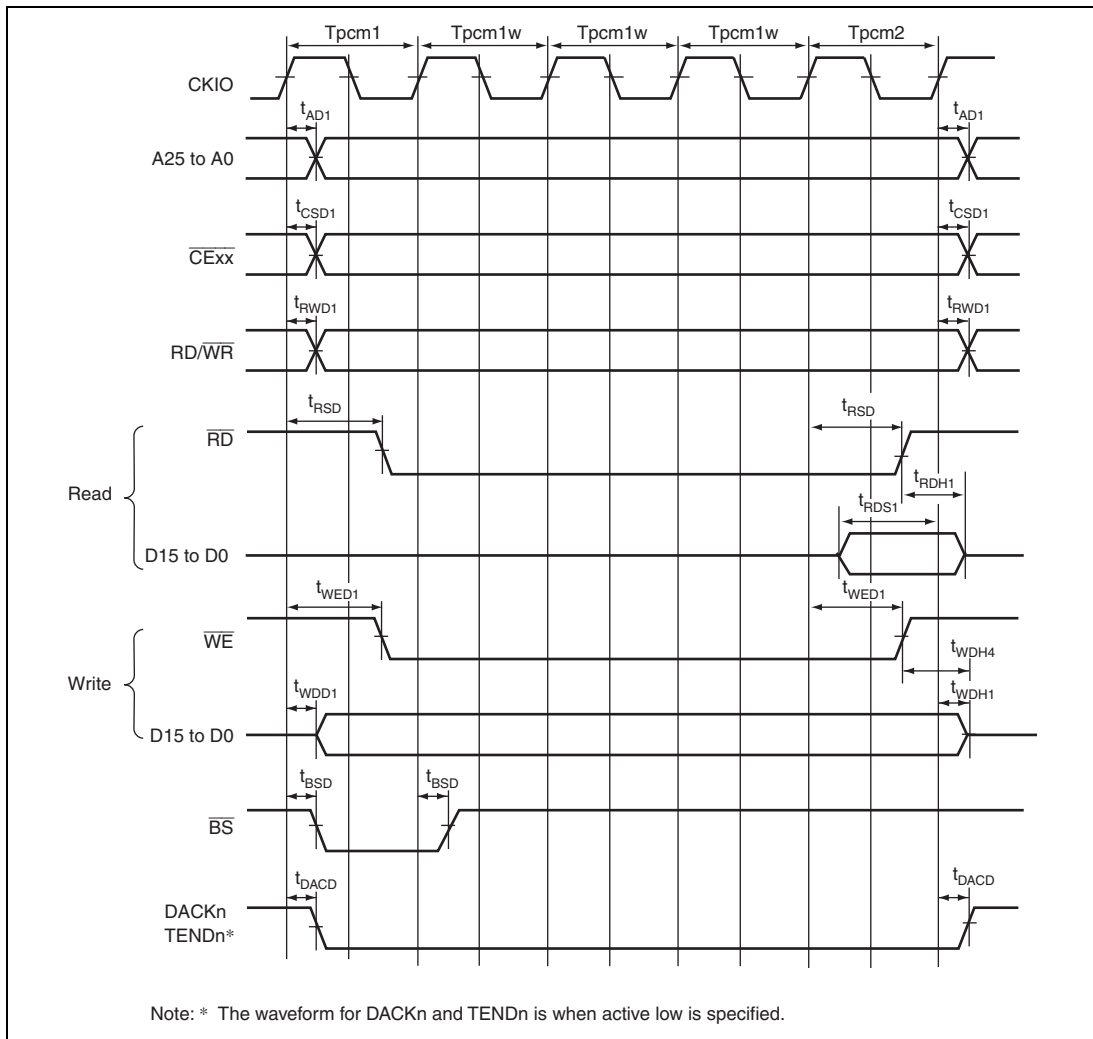 Tpcm1 Tpcm1w Tpcm1w Tpcm1w Tpcm2
CKIO
tAD1 tAD1
A25 to A0
tCSD1 tCSD1
CExx
tRWD1 tRWD1
RD/WR
tRSD tRSD
RD
tRDH1
Read
tRDS1
D15 to D0
tWED1 tWED1
WE
tWDH4
Write
tWDD1 tWDH1
D15 to D0
tBSD tBSD
BS
tDACD tDACD
DACKn
TENDn*
Note: * The waveform for DACKn and TENDn is when active low is specified.